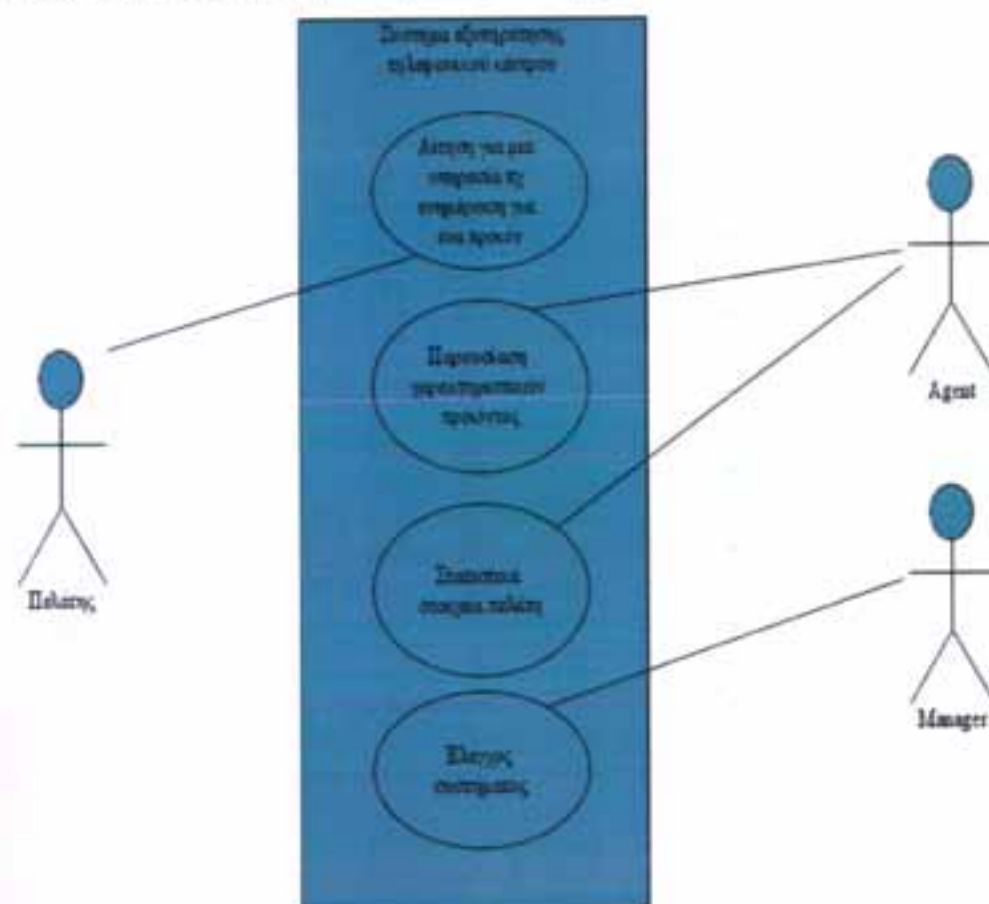 Σύστημα εξυπηρέτησης
τηλεφωνικού κέντρου
Αίτηση για μια
υπηρεσία
ενημέρωση για
ένα προϊόν
Παρουσίαση
χαρακτηριστικών
προϊόντος
Στατιστικά
στοιχεία πελάτη
Έλεγχος
συστήματος
Πελάτης
Agent
Manager